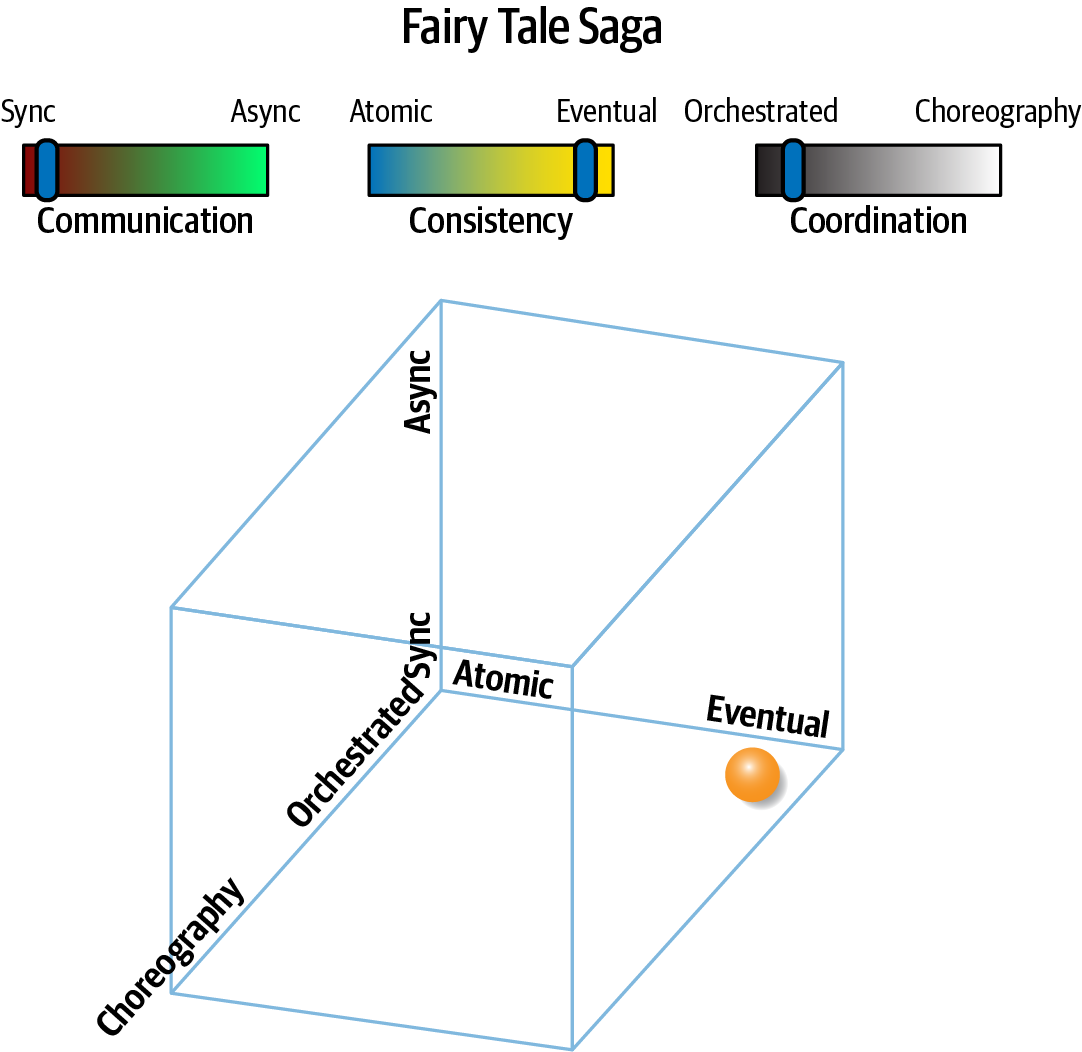 Fairy Tale Saga
Sync Async Atomic Eventual Orchestrated Choreography
Communication Consistency Coordination
Async
Sync
Atomic
Eventual
Orchestrated
Choreography